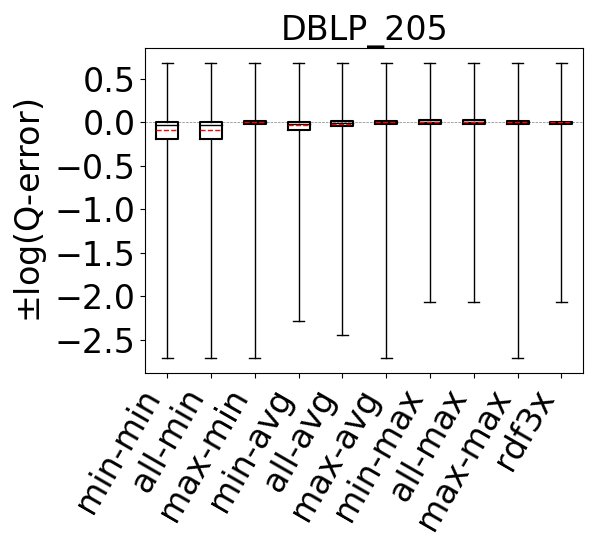 DBLP_205
±log(Q-error)
0.5
0.0
−0.5
−1.0
−1.5
−2.0
−2.5
min-min
all-min
max-min
min-avg
all-avg
max-avg
min-max
all-max
max-max
rdf3x